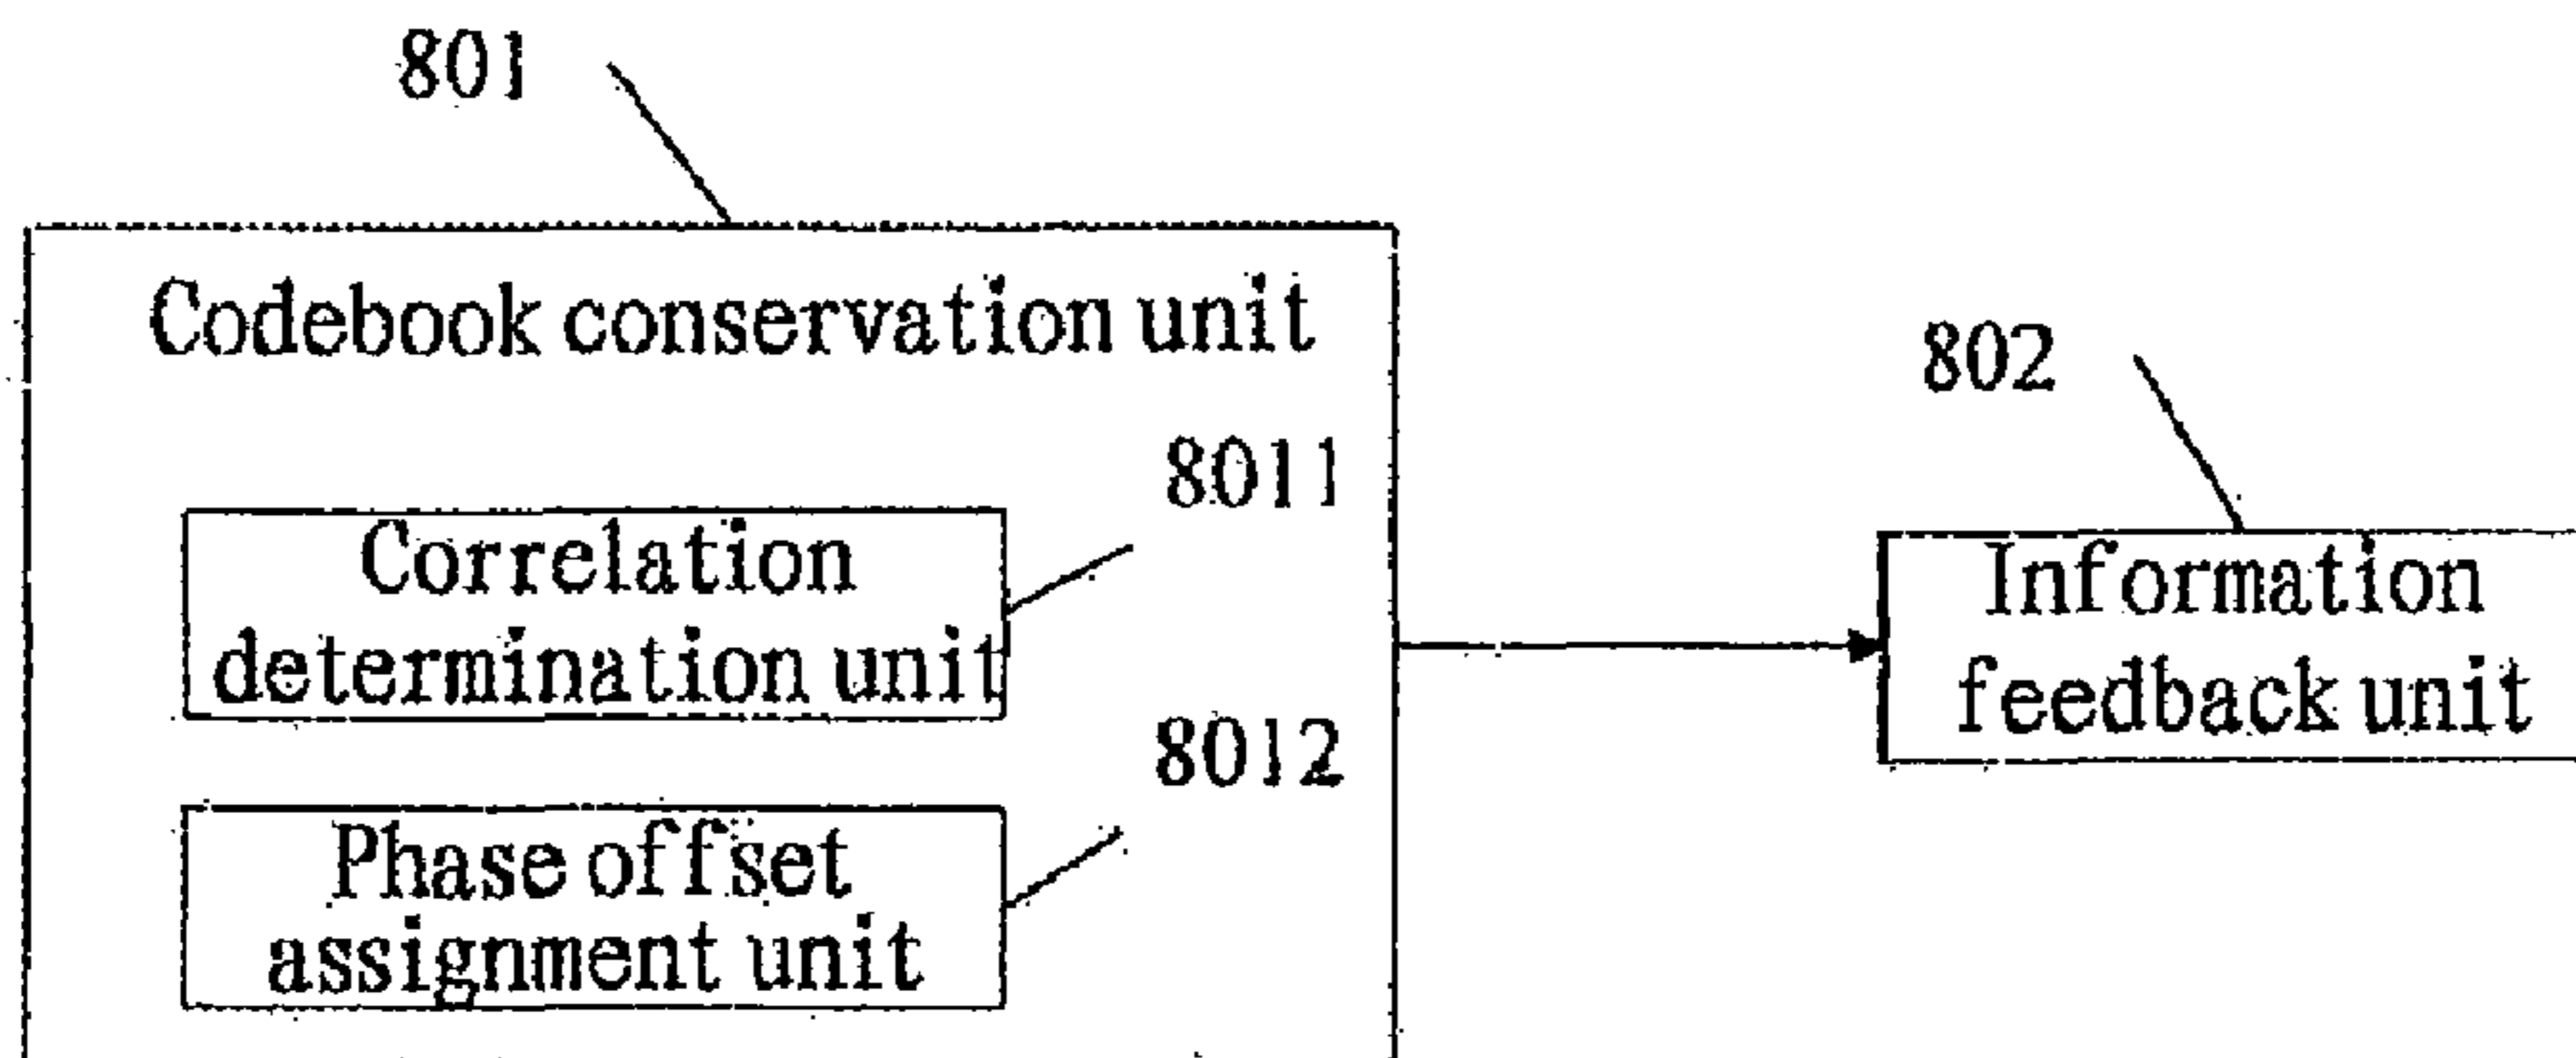 801
Codebook conservation unit
802
8011
Correlation
determination unit
Information
feedback unit
8012
Phase offset
assignment unit